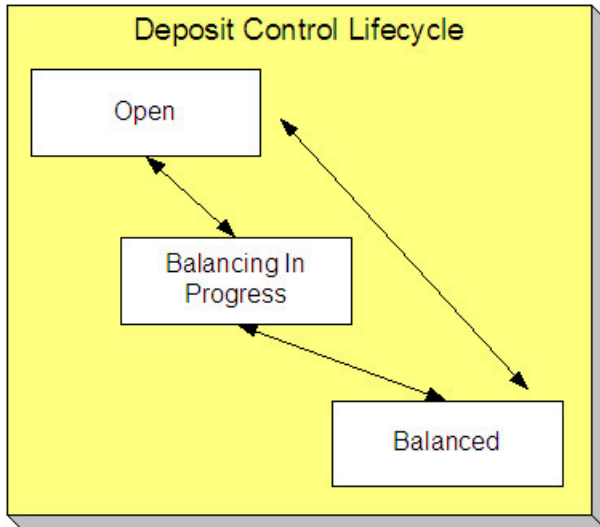 Deposit Control Lifecycle
Open
Balancing In
Progress
Balanced